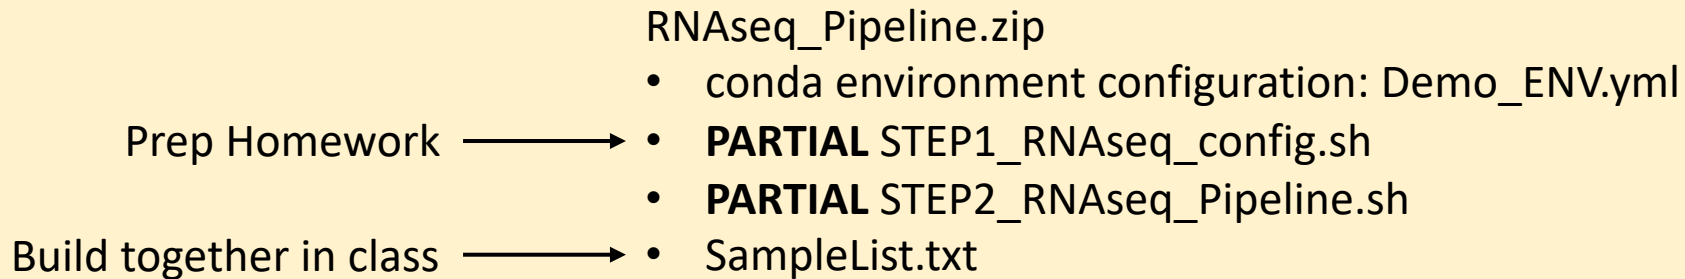 RNAseq_Pipeline.zip
• conda environment configuration: Demo_ENV.yml
Prep Homework • PARTIAL STEP1_RNAseq_config.sh
• PARTIAL STEP2_RNAseq_Pipeline.sh
Build together in class • SampleList.txt